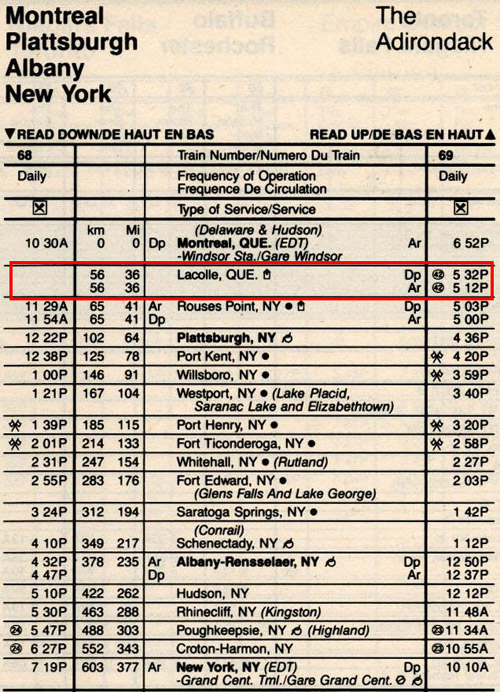 Montreal
Plattsburgh
Albany
New York
The
Adirondack
▼READ DOWN/DE HAUT EN BAS READ UP/DE BAS EN HAUT▲
68 Train Number/Numero Du Train 69
Daily Frequency of Operation Daily
Frequence De Circulation
Type of Service/Service
km Mi (Delaware & Hudson)
10 30A 0 0 Dp Montreal, QUE. (EDT) Ar 6 52P
-Windsor Sta./Gare Windsor
56 36 Lacolle, QUE. Dp 42 5 32P
56 36 Ar 42 5 12P
11 29A 65 41 Ar Rouses Point, NY ● Dp 5 03P
11 54A 65 41 Dp Ar 5 00P
12 22P 102 64 Plattsburgh, NY 4 36P
12 38P 125 78 Port Kent, NY ● 4 20P
1 00P 146 91 Willsboro, NY ● 3 59P
1 21P 167 104 Westport, NY ● (Lake Placid, 3 40P
Saranac Lake and Elizabethtown)
1 39P 185 115 Port Henry, NY ● 3 20P
2 01P 214 133 Fort Ticonderoga, NY ● 2 58P
2 31P 247 154 Whitehall, NY ● (Rutland) 2 27P
2 55P 283 176 Fort Edward, NY ● 2 03P
(Glens Falls And Lake George)
3 24P 312 194 Saratoga Springs, NY ● 1 42P
(Conrail)
4 10P 349 217 Schenectady, NY 1 12P
4 32P 378 235 Ar Albany-Rensselaer, NY Dp 12 50P
4 47P Dp Ar 12 37P
5 10P 422 262 Hudson, NY 12 12P
5 30P 463 288 Rhinecliff, NY (Kingston) 11 48A
24 5 47P 488 303 Poughkeepsie, NY (Highland) 23 11 34A
24 6 27P 552 343 Croton-Harmon, NY 23 10 55A
7 19P 603 377 Ar New York, NY (EDT) Dp 10 10A
-Grand Cent. Tml./Gare Grand Cent.